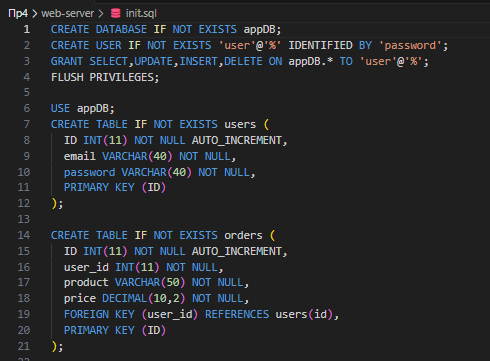 Пр4 > web-server > init.sql
1 CREATE DATABASE IF NOT EXISTS appDB;
2 CREATE USER IF NOT EXISTS 'user'@'%' IDENTIFIED BY 'password';
3 GRANT SELECT,UPDATE,INSERT,DELETE ON appDB.* TO 'user'@'%';
4 FLUSH PRIVILEGES;
5
6 USE appDB;
7 CREATE TABLE IF NOT EXISTS users (
8   ID INT(11) NOT NULL AUTO_INCREMENT,
9   email VARCHAR(40) NOT NULL,
10   password VARCHAR(40) NOT NULL,
11   PRIMARY KEY (ID)
12 );
13
14 CREATE TABLE IF NOT EXISTS orders (
15   ID INT(11) NOT NULL AUTO_INCREMENT,
16   user_id INT(11) NOT NULL,
17   product VARCHAR(50) NOT NULL,
18   price DECIMAL(10,2) NOT NULL,
19   FOREIGN KEY (user_id) REFERENCES users(id),
20   PRIMARY KEY (ID)
21 );